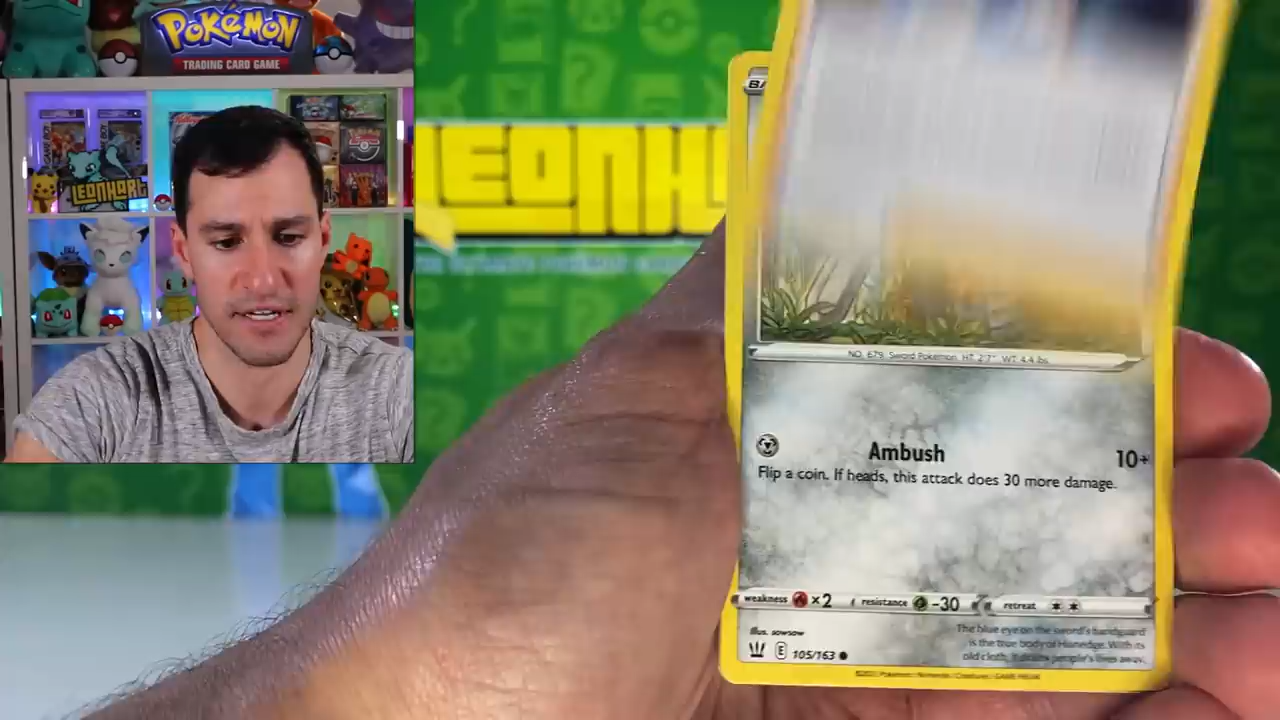 POKéMON
TRADING CARD GAME
LEONHART
LEONH
BA
NO. 679. Sword Pokémon. HT: 2'7" WT: 4.4 lbs.
Ambush 10+
Flip a coin. If heads, this attack does 30 more damage.
weakness ×2 resistance -30 retreat
Illus. sowsow
E 105/163
The blue eye on the sword's handguard
is the true body of Honedge. With its
old cloth, it drains people's lives away.